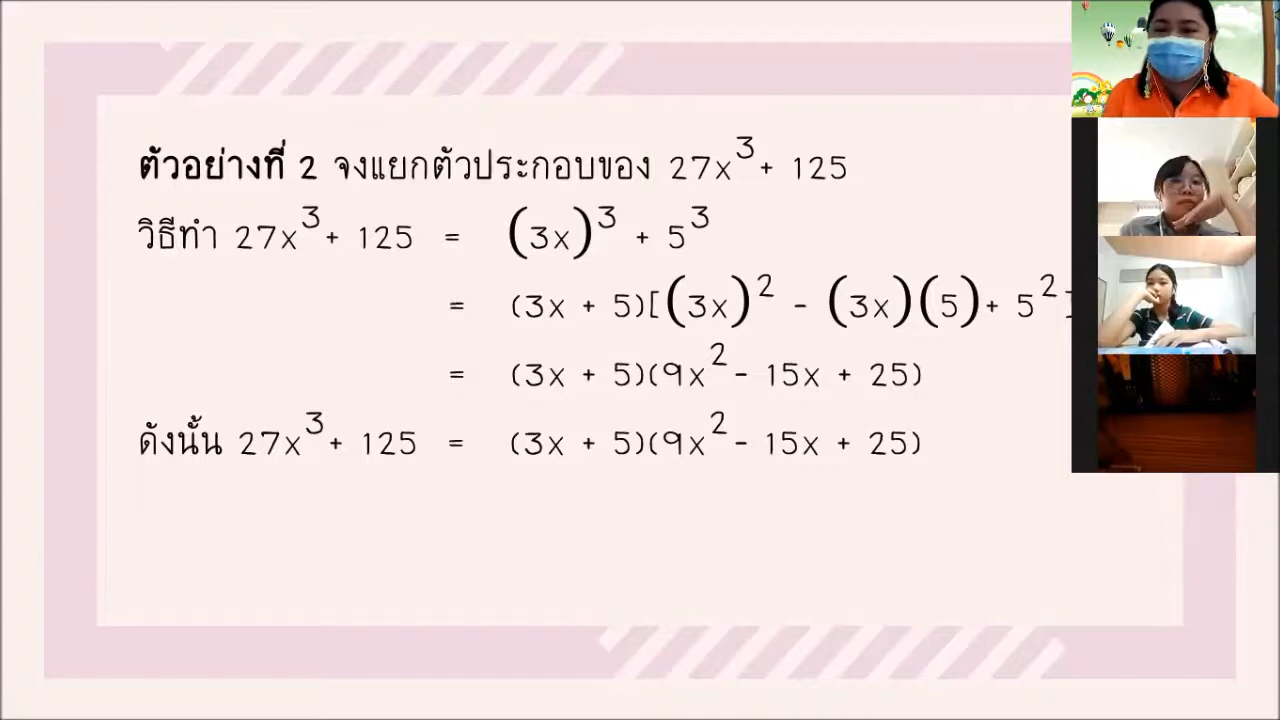 ตัวอย่างที่ 2 จงแยกตัวประกอบของ 27x³ + 125
วิธีทำ 27x³ + 125 = (3x)³ + 5³
= (3x + 5)[(3x)² - (3x)(5) + 5²]
= (3x + 5)(9x² - 15x + 25)
ดังนั้น 27x³ + 125 = (3x + 5)(9x² - 15x + 25)